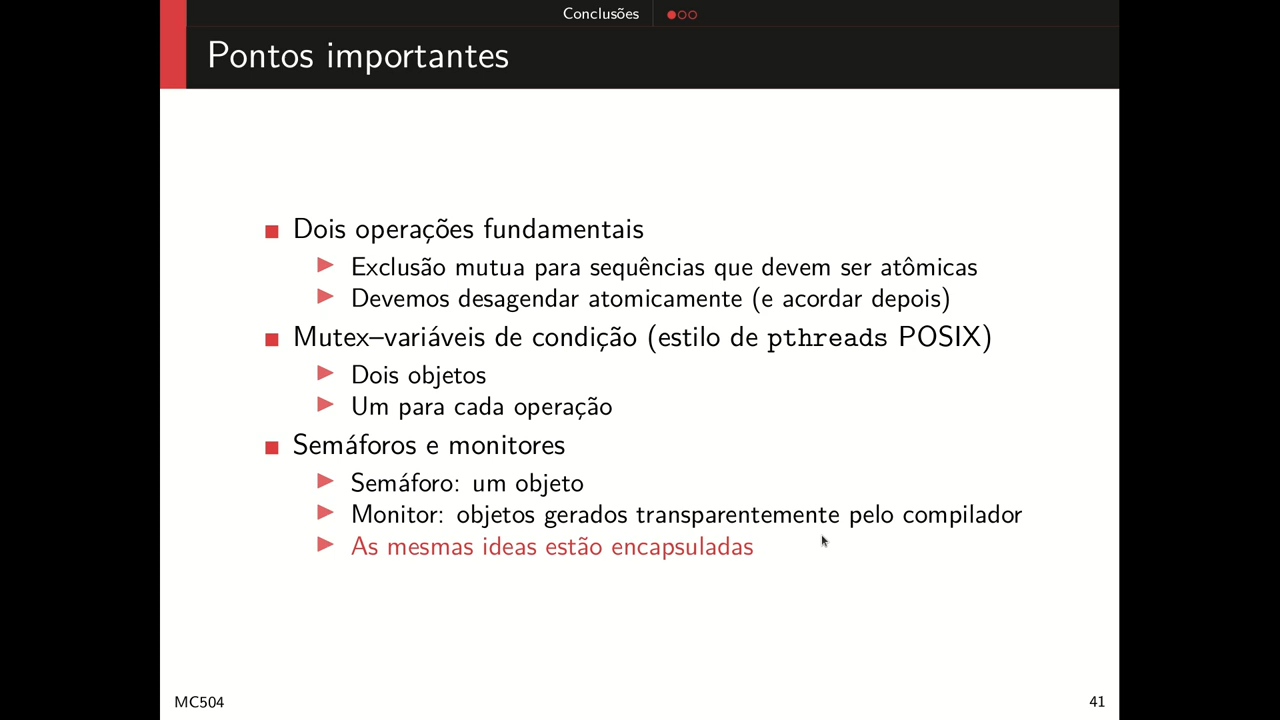 Conclusões
Pontos importantes
Dois operações fundamentais
Exclusão mutua para sequências que devem ser atômicas
Devemos desagendar atomicamente (e acordar depois)
Mutex–variáveis de condição (estilo de pthreads POSIX)
Dois objetos
Um para cada operação
Semáforos e monitores
Semáforo: um objeto
Monitor: objetos gerados transparentemente pelo compilador
As mesmas ideas estão encapsuladas
MC504
41